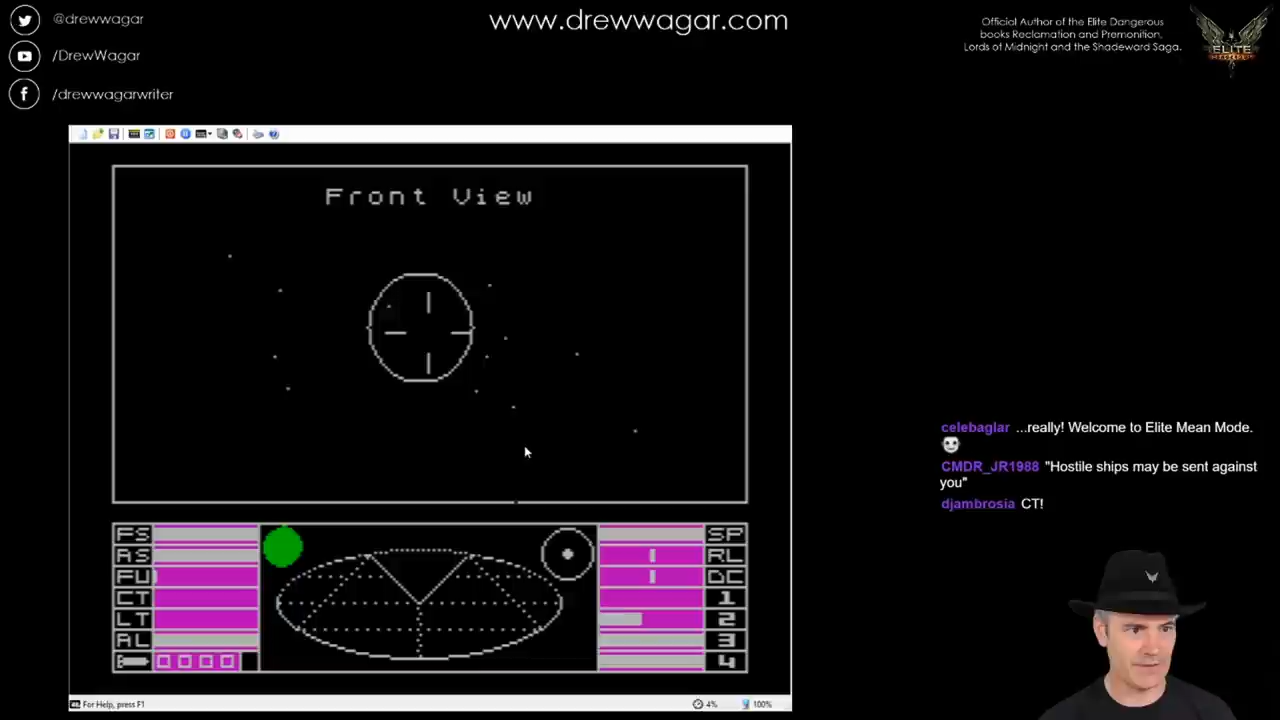 @drewwagar
/DrewWagar
/drewwagarwriter
www.drewwagar.com
Official Author of the Elite Dangerous
books Reclamation and Premonition,
Lords of Midnight and the Shadeward Saga.
ELITE
Front View
celebaglar ...really! Welcome to Elite Mean Mode.
CMDR_JR1988 "Hostile ships may be sent against
you"
djambrosia CT!
FS
AS
FU
CT
LT
AL
SP
RL
DC
1
2
3
4
For Help, press F1
4%
100%